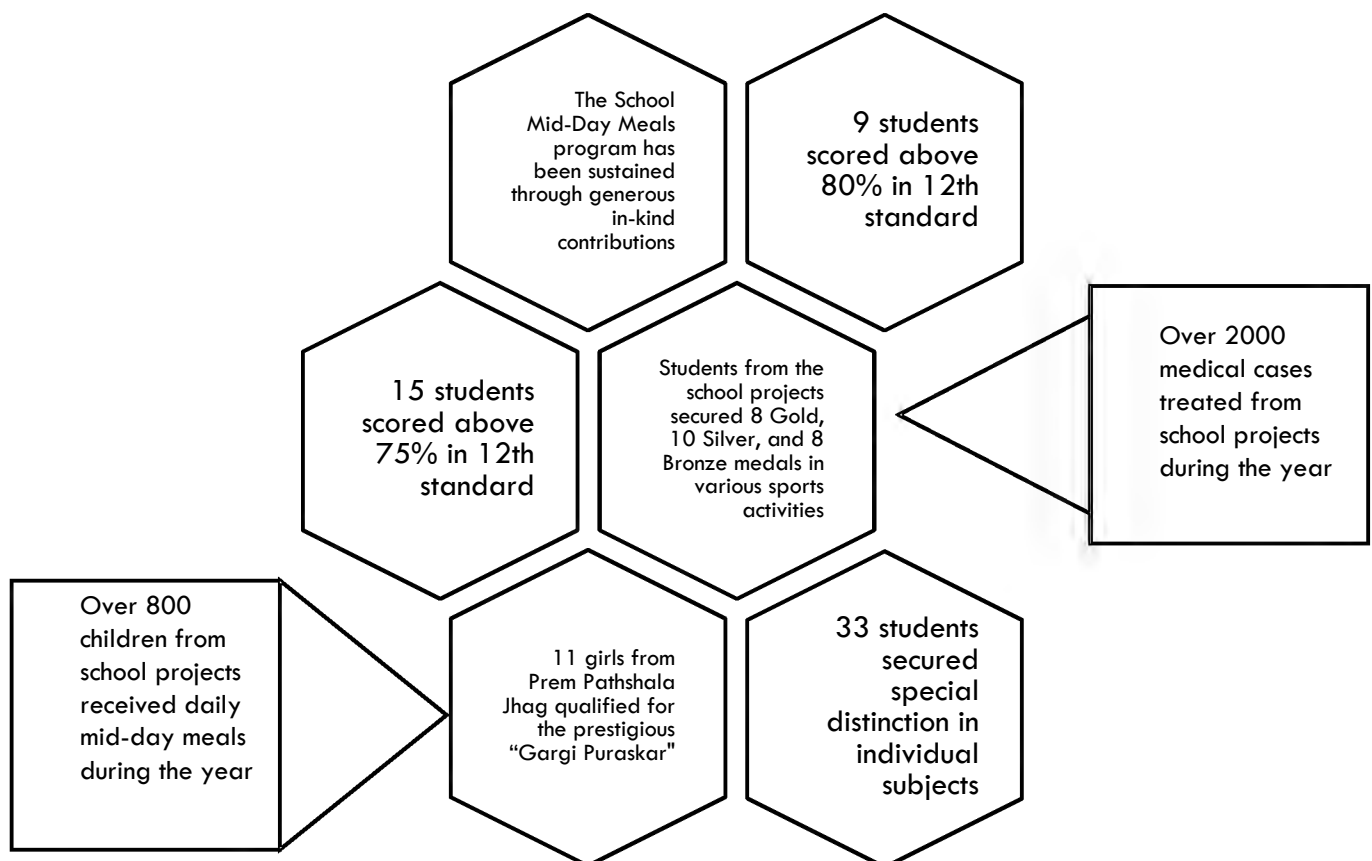 The School
Mid-Day Meals
program has
been sustained
through generous
in-kind
contributions
9 students
scored above
80% in 12th
standard
15 students
scored above
75% in 12th
standard
Students from the
school projects
secured 8 Gold,
10 Silver, and 8
Bronze medals in
various sports
activities
Over 2000
medical cases
treated from
school projects
during the year
Over 800
children from
school projects
received daily
mid-day meals
during the year
11 girls from
Prem Pathshala
Jhag qualified for
the prestigious
“Gargi Puraskar"
33 students
secured
special
distinction in
individual
subjects